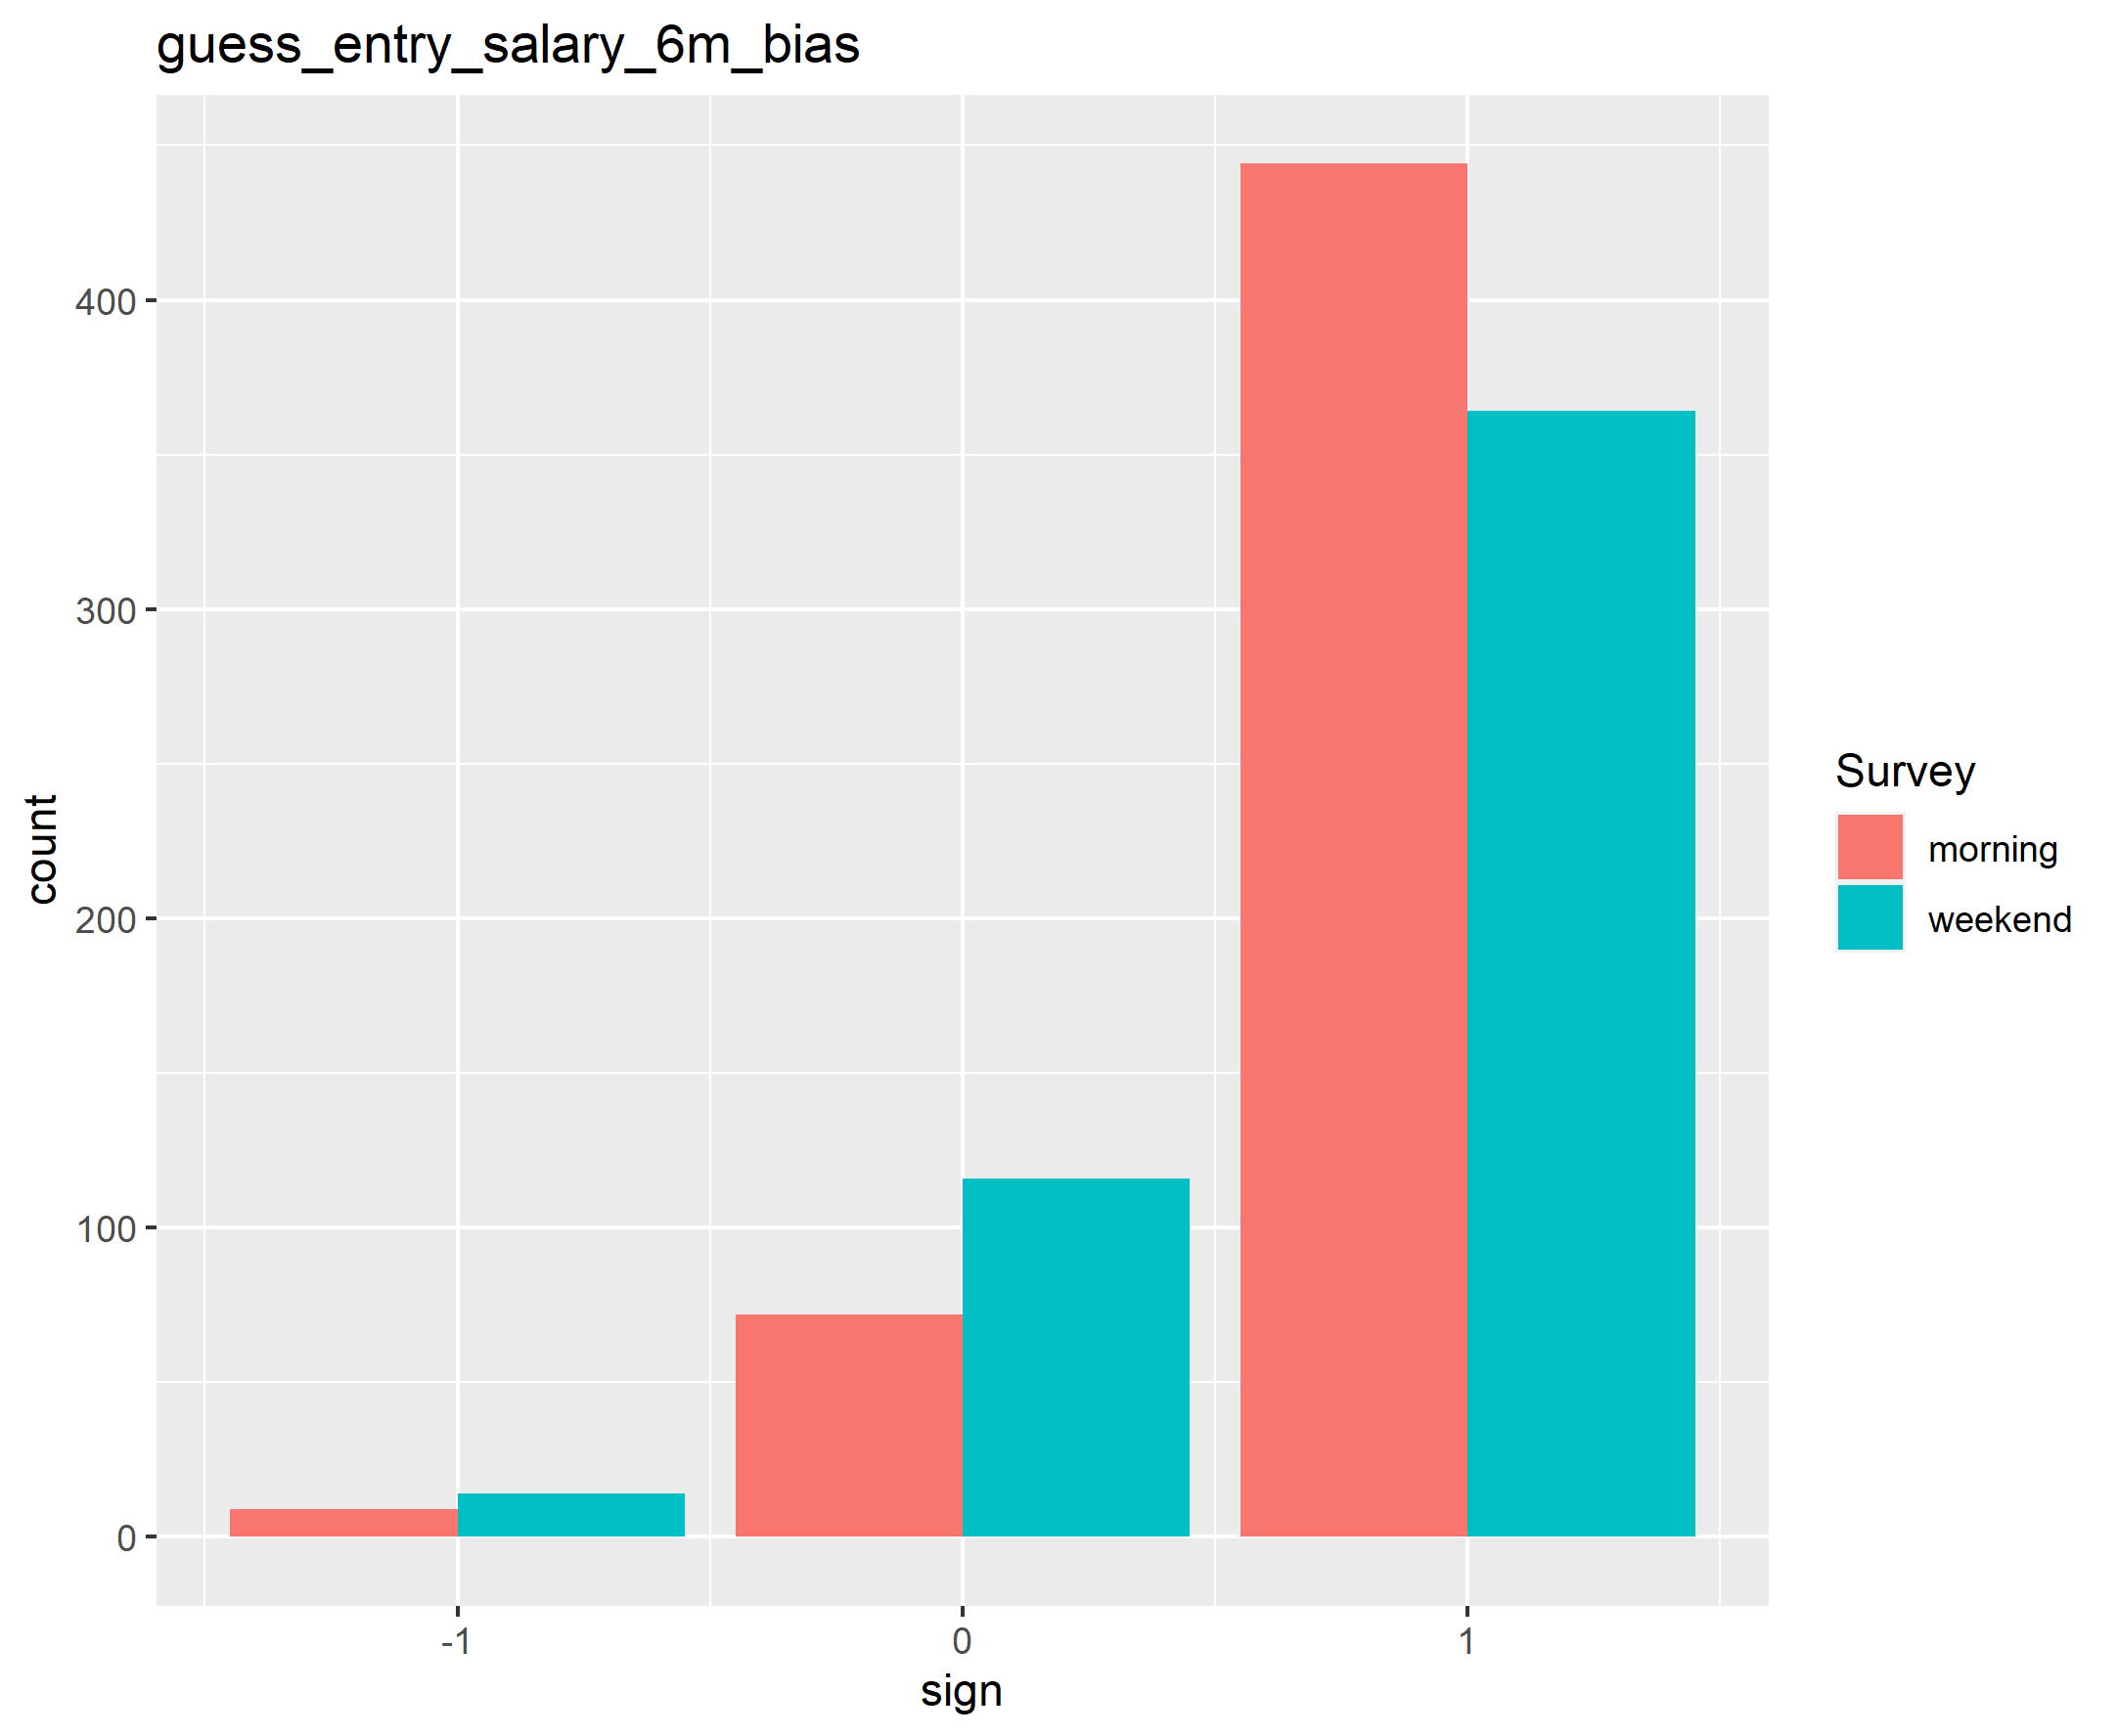 guess_entry_salary_6m_bias
400
300
200
100
0
count
-1
0
1
sign
Survey
morning
weekend